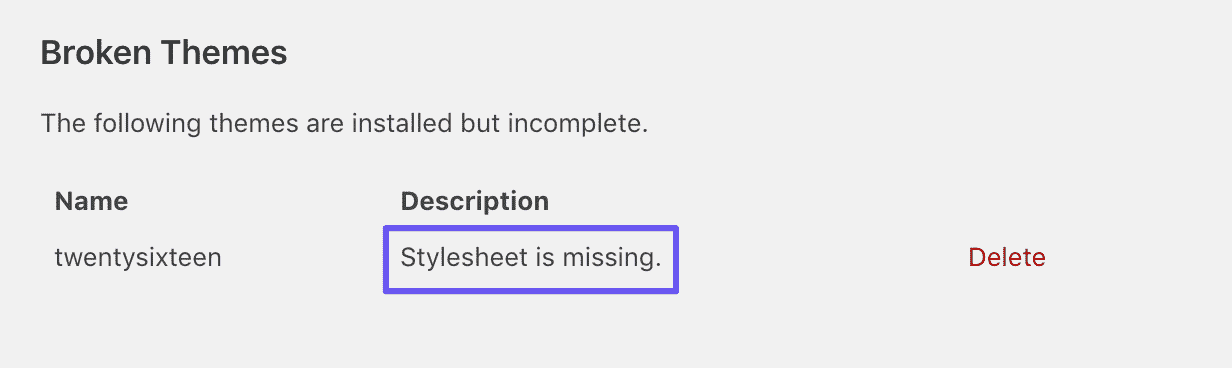 Broken Themes
The following themes are installed but incomplete.
Name Description
twentysixteen Stylesheet is missing. Delete